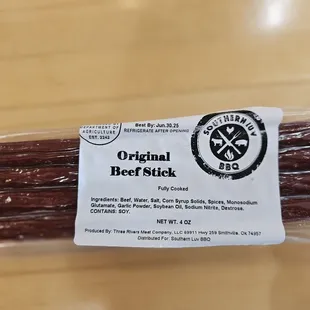 DEPARTMENT OF
AGRICULTURE
EST.
Best By: Jun.30.25
REFRIGERATE AFTER OPENING
SOUTHERN LUV
BBQ
Original
Beef Stick
Fully Cooked
Ingredients: Beef, Water, Salt, Corn Syrup Solids, Spices, Monosodium
Glutamate, Garlic Powder, Soybean Oil, Sodium Nitrite, Dextrose.
CONTAINS: SOY.
NET WT. 4 OZ
Produced By: Three Rivers Meat Company, LLC 69911 Hwy 259 Smithville, Ok 74957
Distributed For: Southern Luv BBQ